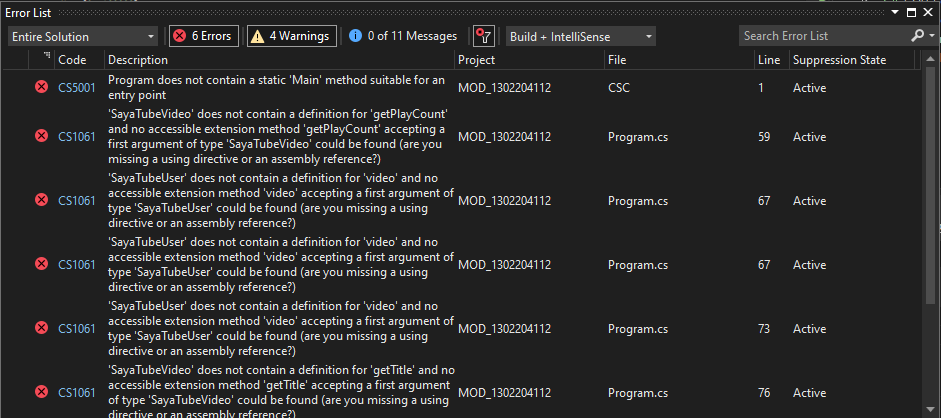 Error List
Entire Solution 6 Errors 4 Warnings 0 of 11 Messages Build + IntelliSense Search Error List
Code Description Project File Line Suppression State
CS5001 Program does not contain a static 'Main' method suitable for an entry point MOD_1302204112 CSC 1 Active
'SayaTubeVideo' does not contain a definition for 'getPlayCount'
and no accessible extension method 'getPlayCount' accepting a
CS1061 first argument of type 'SayaTubeVideo' could be found (are you MOD_1302204112 Program.cs 59 Active
missing a using directive or an assembly reference?)
'SayaTubeUser' does not contain a definition for 'video' and no
accessible extension method 'video' accepting a first argument of
CS1061 type 'SayaTubeUser' could be found (are you missing a using MOD_1302204112 Program.cs 67 Active
directive or an assembly reference?)
'SayaTubeUser' does not contain a definition for 'video' and no
accessible extension method 'video' accepting a first argument of
CS1061 type 'SayaTubeUser' could be found (are you missing a using MOD_1302204112 Program.cs 67 Active
directive or an assembly reference?)
'SayaTubeUser' does not contain a definition for 'video' and no
accessible extension method 'video' accepting a first argument of
CS1061 type 'SayaTubeUser' could be found (are you missing a using MOD_1302204112 Program.cs 73 Active
directive or an assembly reference?)
'SayaTubeVideo' does not contain a definition for 'getTitle' and no
accessible extension method 'getTitle' accepting a first argument
CS1061 of type 'SayaTubeVideo' could be found (are you missing a using MOD_1302204112 Program.cs 76 Active
directive or an assembly reference?)